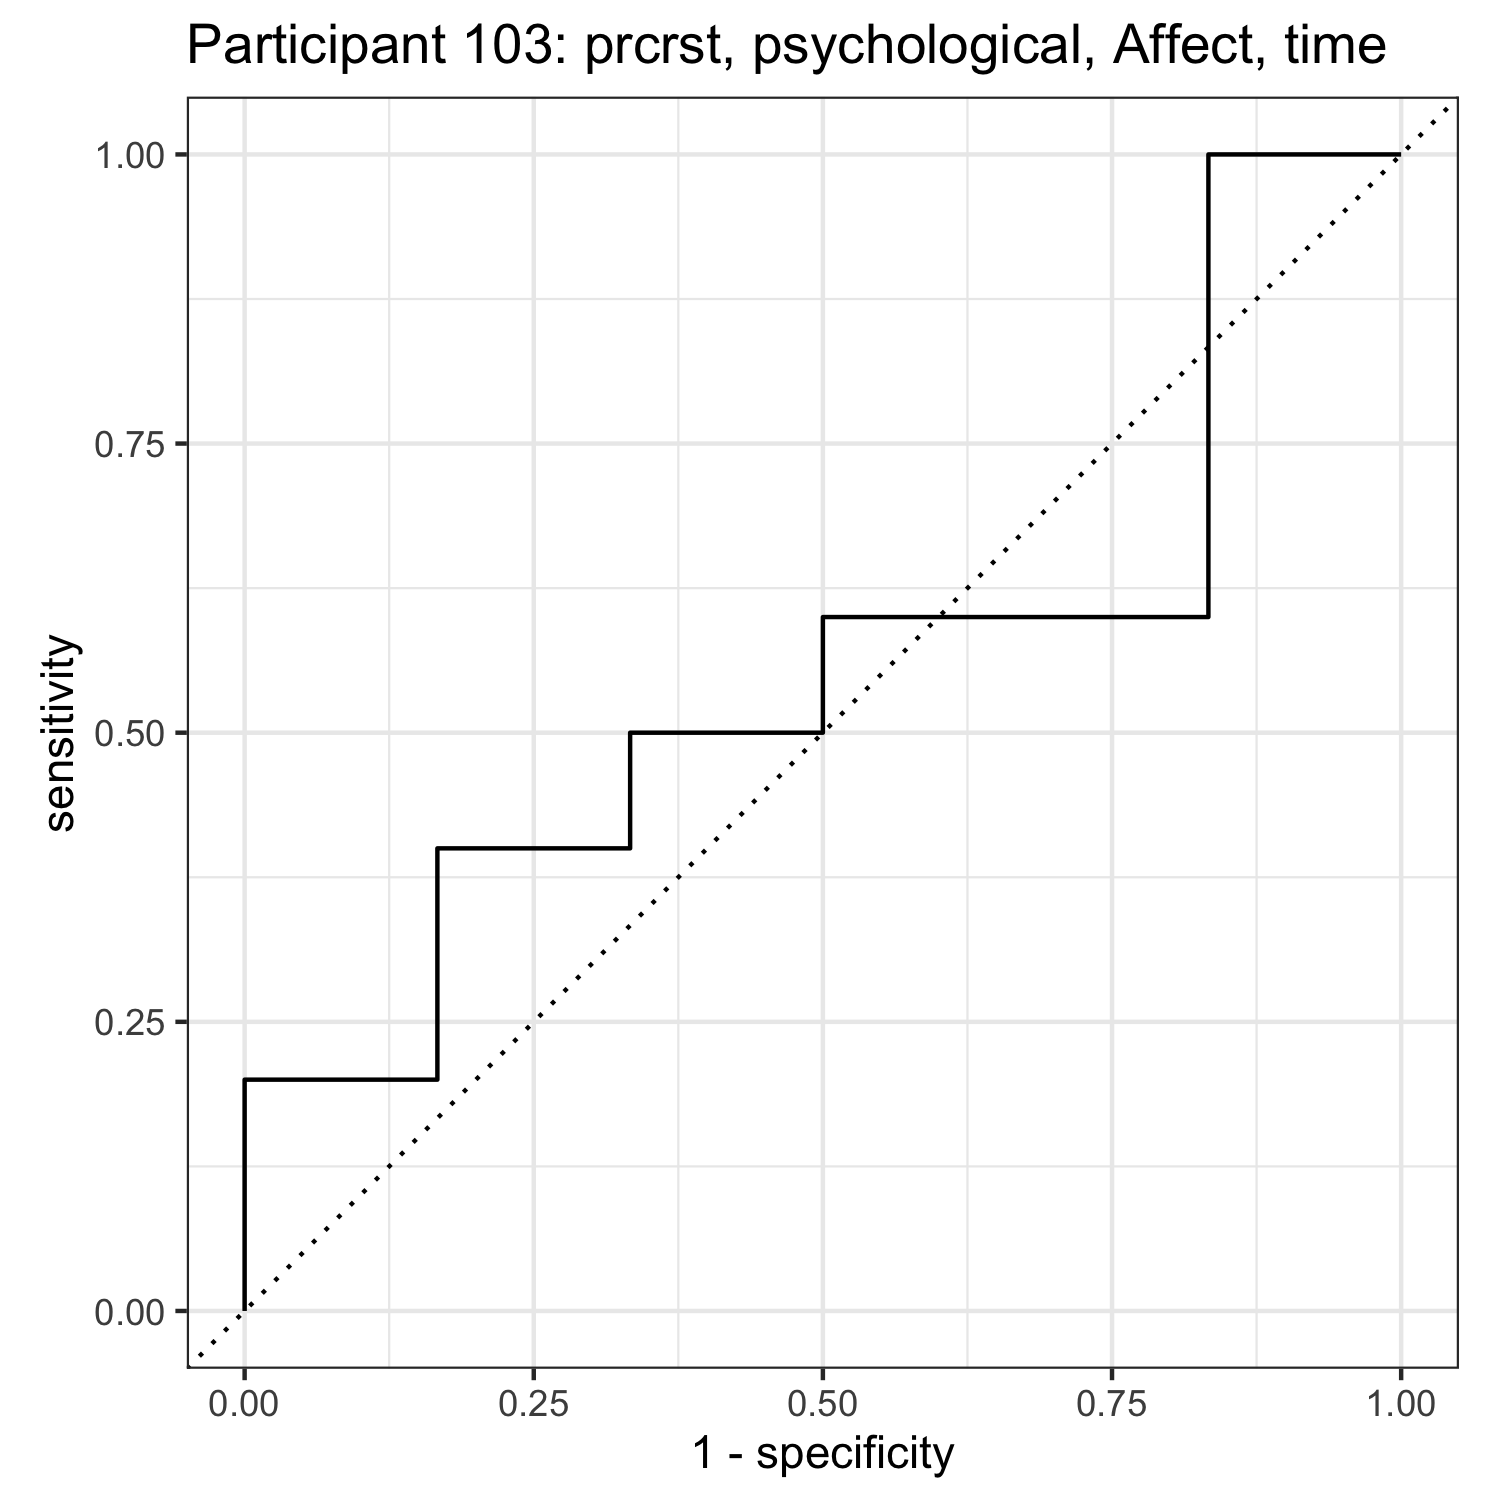 Participant 103: prcrst, psychological, Affect, time
1.00
0.75
0.50
0.25
0.00
sensitivity
0.00 0.25 0.50 0.75 1.00
1 - specificity